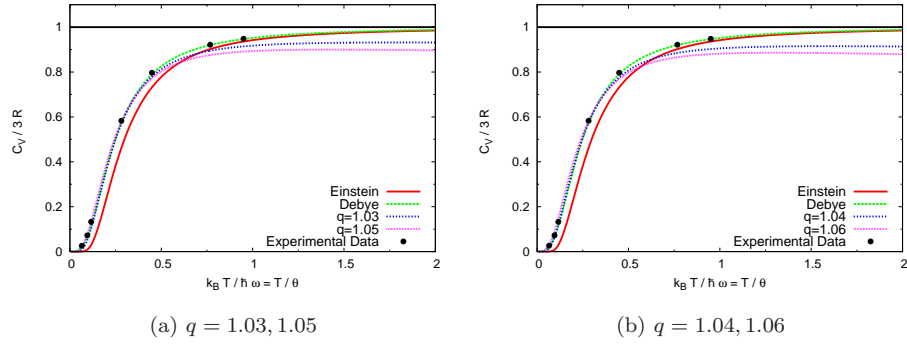 1
0.8
0.6
0.4
0.2
0
C_V / 3 R
Einstein
Debye
q=1.03
q=1.05
Experimental Data
0 0.5 1 1.5 2
k_B T / ħ ω = T / θ
(a) q = 1.03, 1.05
1
0.8
0.6
0.4
0.2
0
C_V / 3 R
Einstein
Debye
q=1.04
q=1.06
Experimental Data
0 0.5 1 1.5 2
k_B T / ħ ω = T / θ
(b) q = 1.04, 1.06